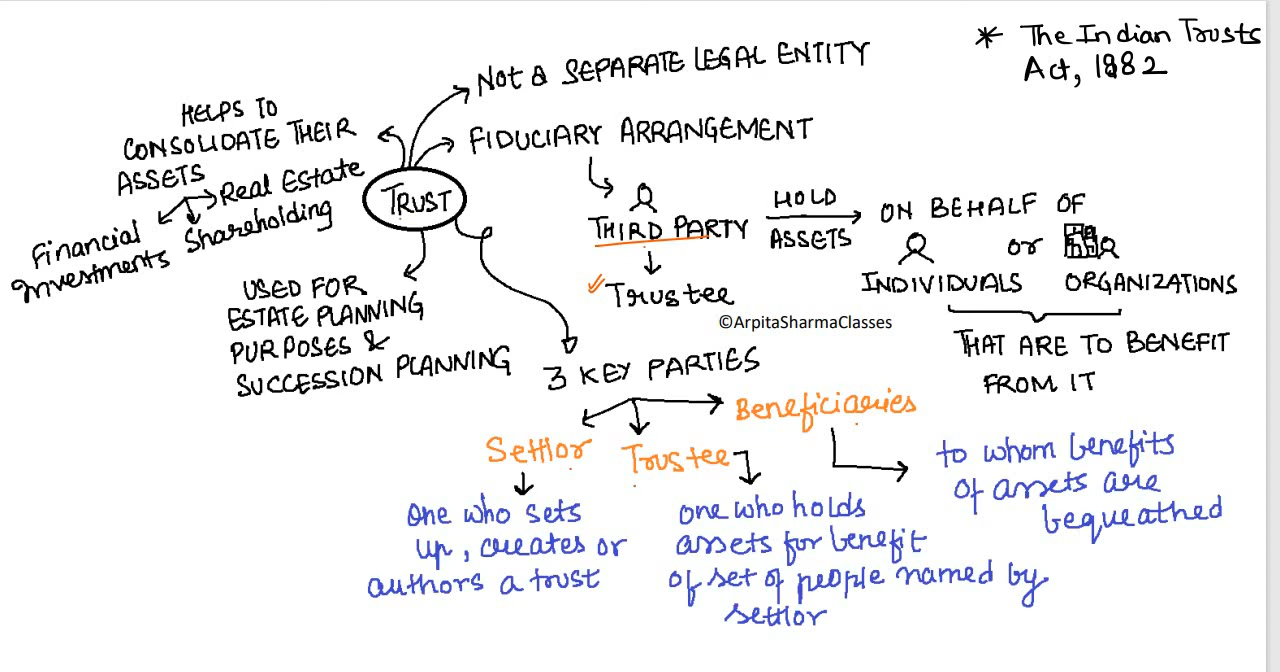 * The Indian Trusts
Act, 1882
NOT A SEPARATE LEGAL ENTITY
FIDUCIARY ARRANGEMENT
HELPS TO
CONSOLIDATE THEIR
ASSETS
Real Estate
Shareholding
Financial
Investments
TRUST
THIRD PARTY
Trustee
HOLD
ASSETS
ON BEHALF OF
or
INDIVIDUALS ORGANIZATIONS
THAT ARE TO BENEFIT
FROM IT
©ArpitaSharmaClasses
USED FOR
ESTATE PLANNING
PURPOSES &
SUCCESSION PLANNING
3 KEY PARTIES
Settlor
One who sets
up, creates or
authors a trust
Trustee
one who holds
assets for benefit
of set of people named by
settlor
Beneficiaries
to whom benefits
of assets are
bequeathed